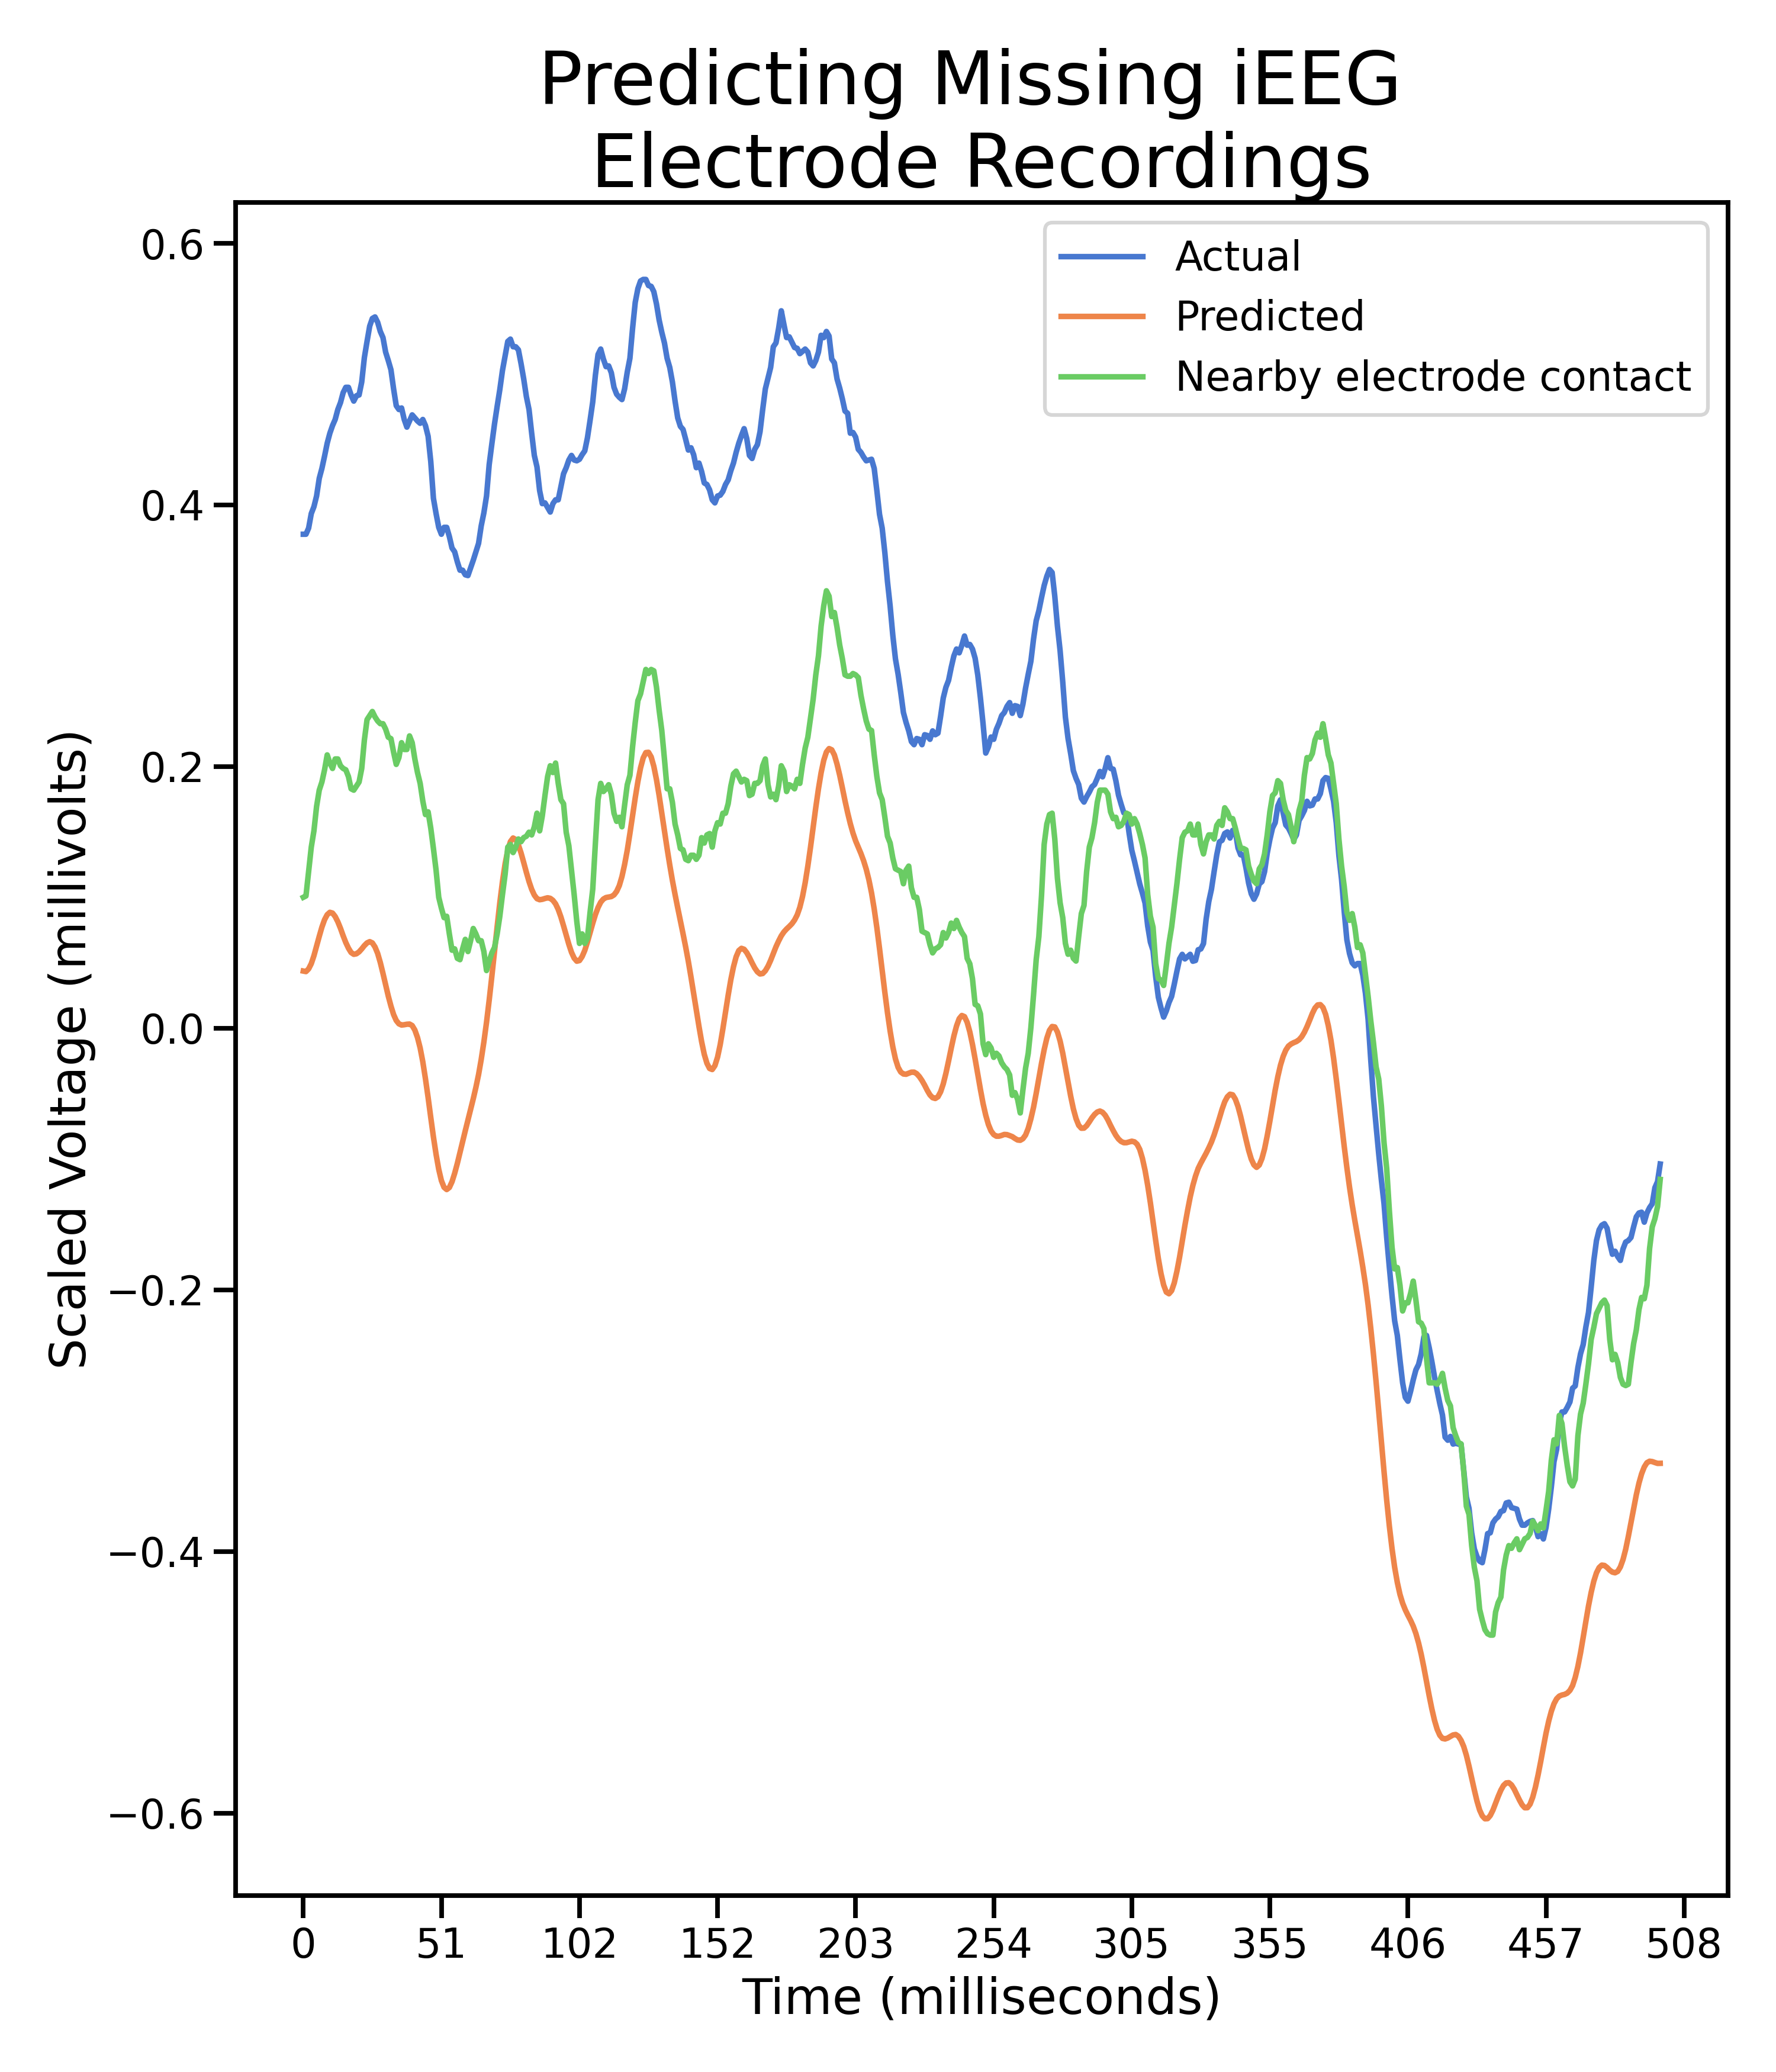 Predicting Missing iEEG
Electrode Recordings
Actual
Predicted
Nearby electrode contact
Scaled Voltage (millivolts)
0.6
0.4
0.2
0.0
−0.2
−0.4
−0.6
0 51 102 152 203 254 305 355 406 457 508
Time (milliseconds)